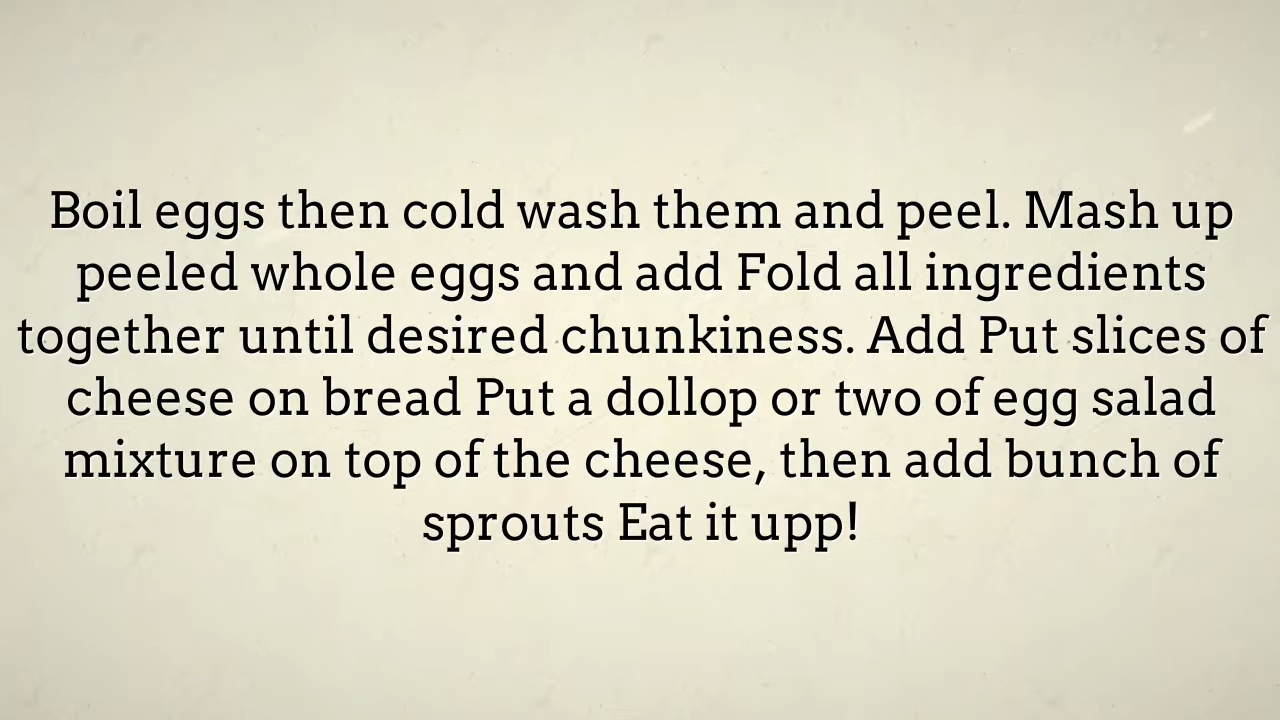 Boil eggs then cold wash them and peel. Mash up
peeled whole eggs and add Fold all ingredients
together until desired chunkiness. Add Put slices of
cheese on bread Put a dollop or two of egg salad
mixture on top of the cheese, then add bunch of
sprouts Eat it upp!